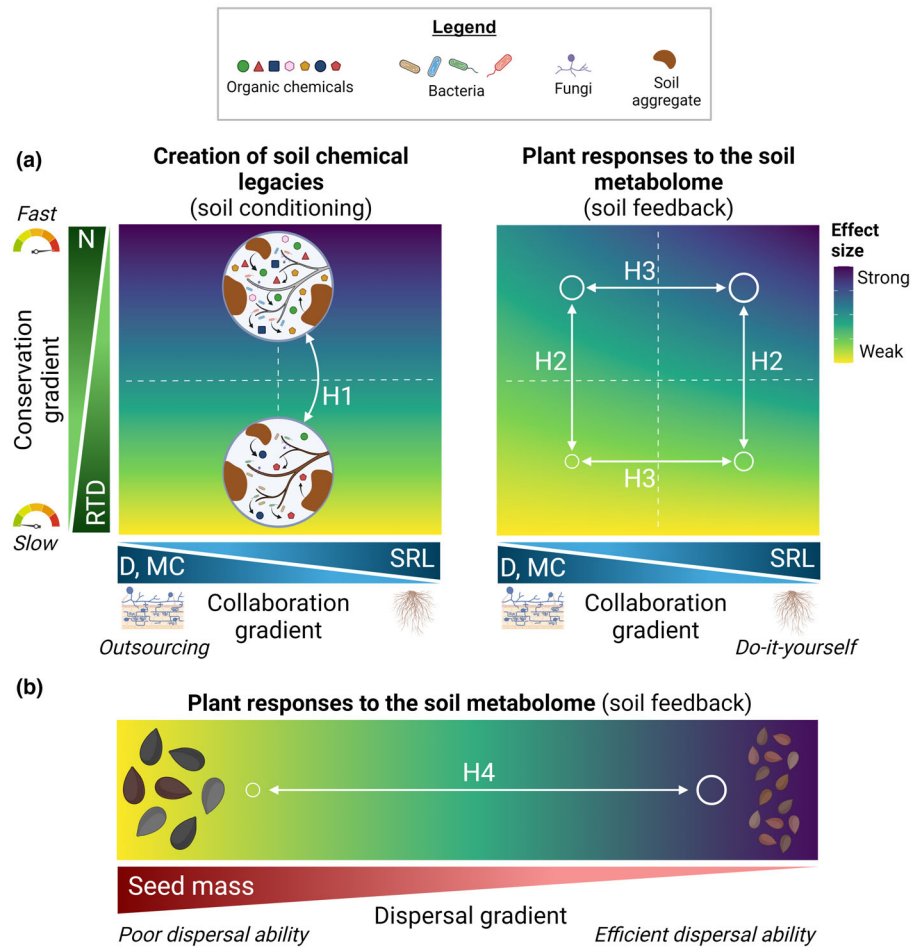 Legend
Organic chemicals
Bacteria
Fungi
Soil
aggregate
(a)
Creation of soil chemical
legacies
(soil conditioning)
Plant responses to the soil
metabolome
(soil feedback)
Fast
N
Conservation
gradient
RTD
Slow
H1
H3
H2
H2
H3
Effect
size
Strong
Weak
D, MC
SRL
Collaboration
gradient
Outsourcing
D, MC
SRL
Collaboration
gradient
Do-it-yourself
(b)
Plant responses to the soil metabolome (soil feedback)
H4
Seed mass
Dispersal gradient
Poor dispersal ability
Efficient dispersal ability